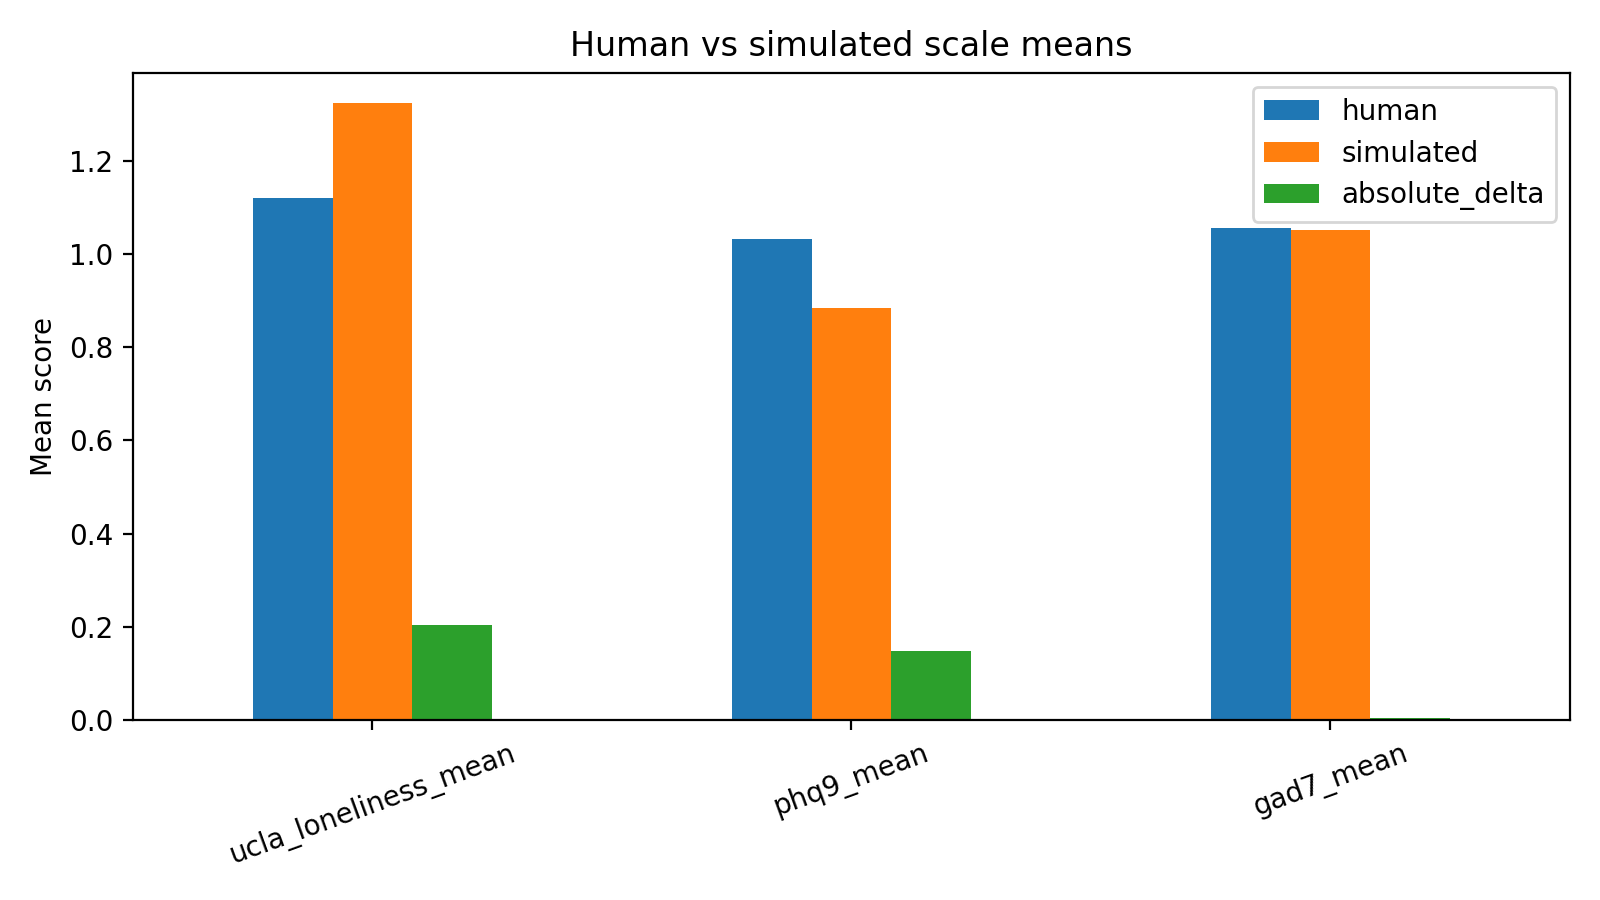 Human vs simulated scale means
human
simulated
absolute_delta
Mean score
1.2
1.0
0.8
0.6
0.4
0.2
0.0
ucla_loneliness_mean
phq9_mean
gad7_mean